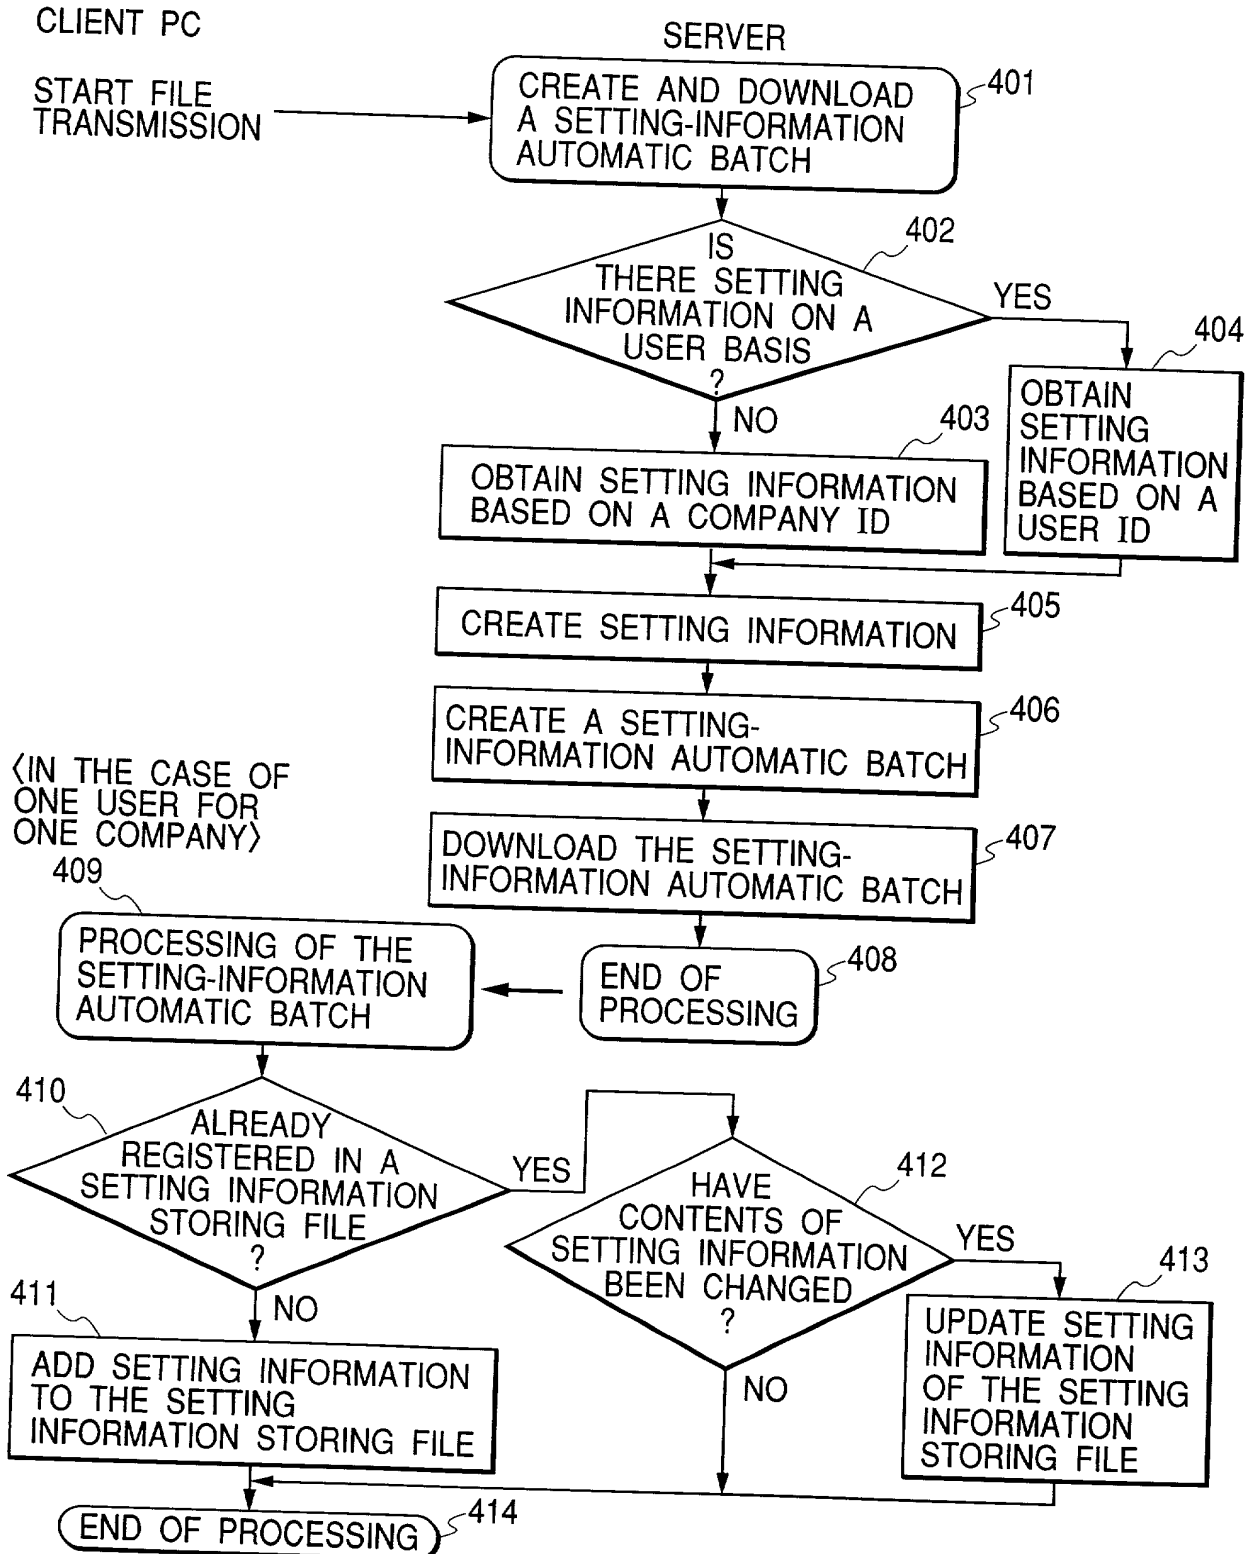 CLIENT PC
SERVER
START FILE
TRANSMISSION
CREATE AND DOWNLOAD
A SETTING-INFORMATION
AUTOMATIC BATCH
401
IS
THERE SETTING
INFORMATION ON A
USER BASIS
?
402
YES
NO
404
OBTAIN
SETTING
INFORMATION
BASED ON A
USER ID
403
OBTAIN SETTING INFORMATION
BASED ON A COMPANY ID
CREATE SETTING INFORMATION
405
CREATE A SETTING-
INFORMATION AUTOMATIC BATCH
406
DOWNLOAD THE SETTING-
INFORMATION AUTOMATIC BATCH
407
END OF
PROCESSING
408
〈IN THE CASE OF
ONE USER FOR
ONE COMPANY〉
409
PROCESSING OF THE
SETTING-INFORMATION
AUTOMATIC BATCH
410
ALREADY
REGISTERED IN A
SETTING INFORMATION
STORING FILE
?
YES
NO
412
HAVE
CONTENTS OF
SETTING INFORMATION
BEEN CHANGED
?
YES
NO
411
ADD SETTING INFORMATION
TO THE SETTING
INFORMATION STORING FILE
413
UPDATE SETTING
INFORMATION
OF THE SETTING
INFORMATION
STORING FILE
END OF PROCESSING
414